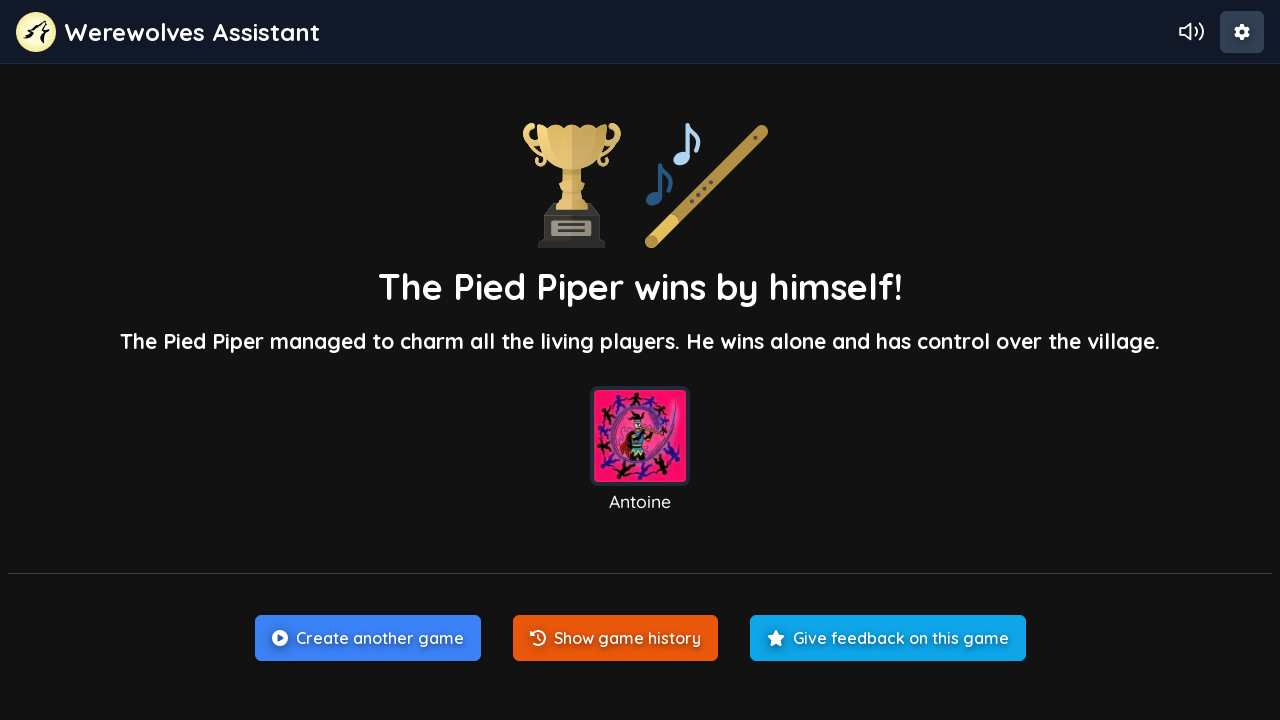 Werewolves Assistant
The Pied Piper wins by himself!
The Pied Piper managed to charm all the living players. He wins alone and has control over the village.
Antoine
Create another game
Show game history
Give feedback on this game